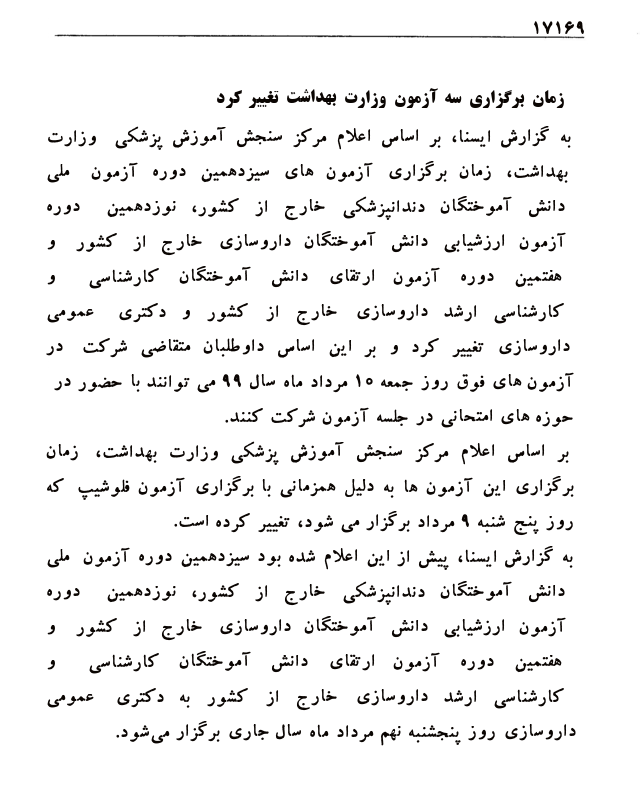 ۱۷۱۶۹
زمان برگزاری سه آزمون وزارت بهداشت تغییر کرد
به گزارش ایسنا، بر اساس اعلام مرکز سنجش آموزش پزشکی وزارت
بهداشت، زمان برگزاری آزمون های سیزدهمین دوره آزمون ملی
دانش آموختگان دندانپزشکی خارج از کشور، نوزدهمین دوره
آزمون ارزشیابی دانش آموختگان داروسازی خارج از کشور و
هفتمین دوره آزمون ارتقای دانش آموختگان کارشناسی و
کارشناسی ارشد داروسازی خارج از کشور و دکتری عمومی
داروسازی تغییر کرد و بر این اساس داوطلبان متقاضی شرکت در
آزمون های فوق روز جمعه ۱۰ مرداد ماه سال ۹۹ می توانند با حضور در
حوزه های امتحانی در جلسه آزمون شرکت کنند.
بر اساس اعلام مرکز سنجش آموزش پزشکی وزارت بهداشت، زمان
برگزاری این آزمون ها به دلیل همزمانی با برگزاری آزمون فلوشیپ که
روز پنج شنبه ۹ مرداد برگزار می شود، تغییر کرده است.
به گزارش ایسنا، پیش از این اعلام شده بود سیزدهمین دوره آزمون ملی
دانش آموختگان دندانپزشکی خارج از کشور، نوزدهمین دوره
آزمون ارزشیابی دانش آموختگان داروسازی خارج از کشور و
هفتمین دوره آزمون ارتقای دانش آموختگان کارشناسی و
کارشناسی ارشد داروسازی خارج از کشور به دکتری عمومی
داروسازی روز پنجشنبه نهم مرداد ماه سال جاری برگزار می‌شود.